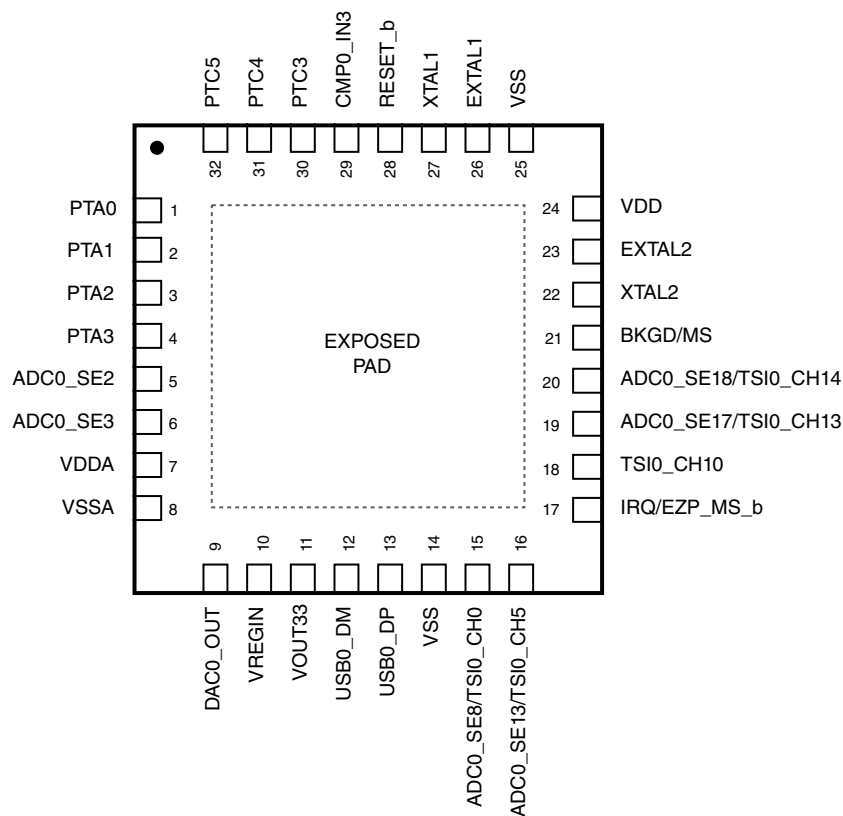 PTC5
PTC4
PTC3
CMP0_IN3
RESET_b
XTAL1
EXTAL1
VSS
32
31
30
29
28
27
26
25
PTA0 1
PTA1 2
PTA2 3
PTA3 4
ADC0_SE2 5
ADC0_SE3 6
VDDA 7
VSSA 8
EXPOSED
PAD
24 VDD
23 EXTAL2
22 XTAL2
21 BKGD/MS
20 ADC0_SE18/TSI0_CH14
19 ADC0_SE17/TSI0_CH13
18 TSI0_CH10
17 IRQ/EZP_MS_b
9
10
11
12
13
14
15
16
DAC0_OUT
VREGIN
VOUT33
USB0_DM
USB0_DP
VSS
ADC0_SE8/TSI0_CH0
ADC0_SE13/TSI0_CH5